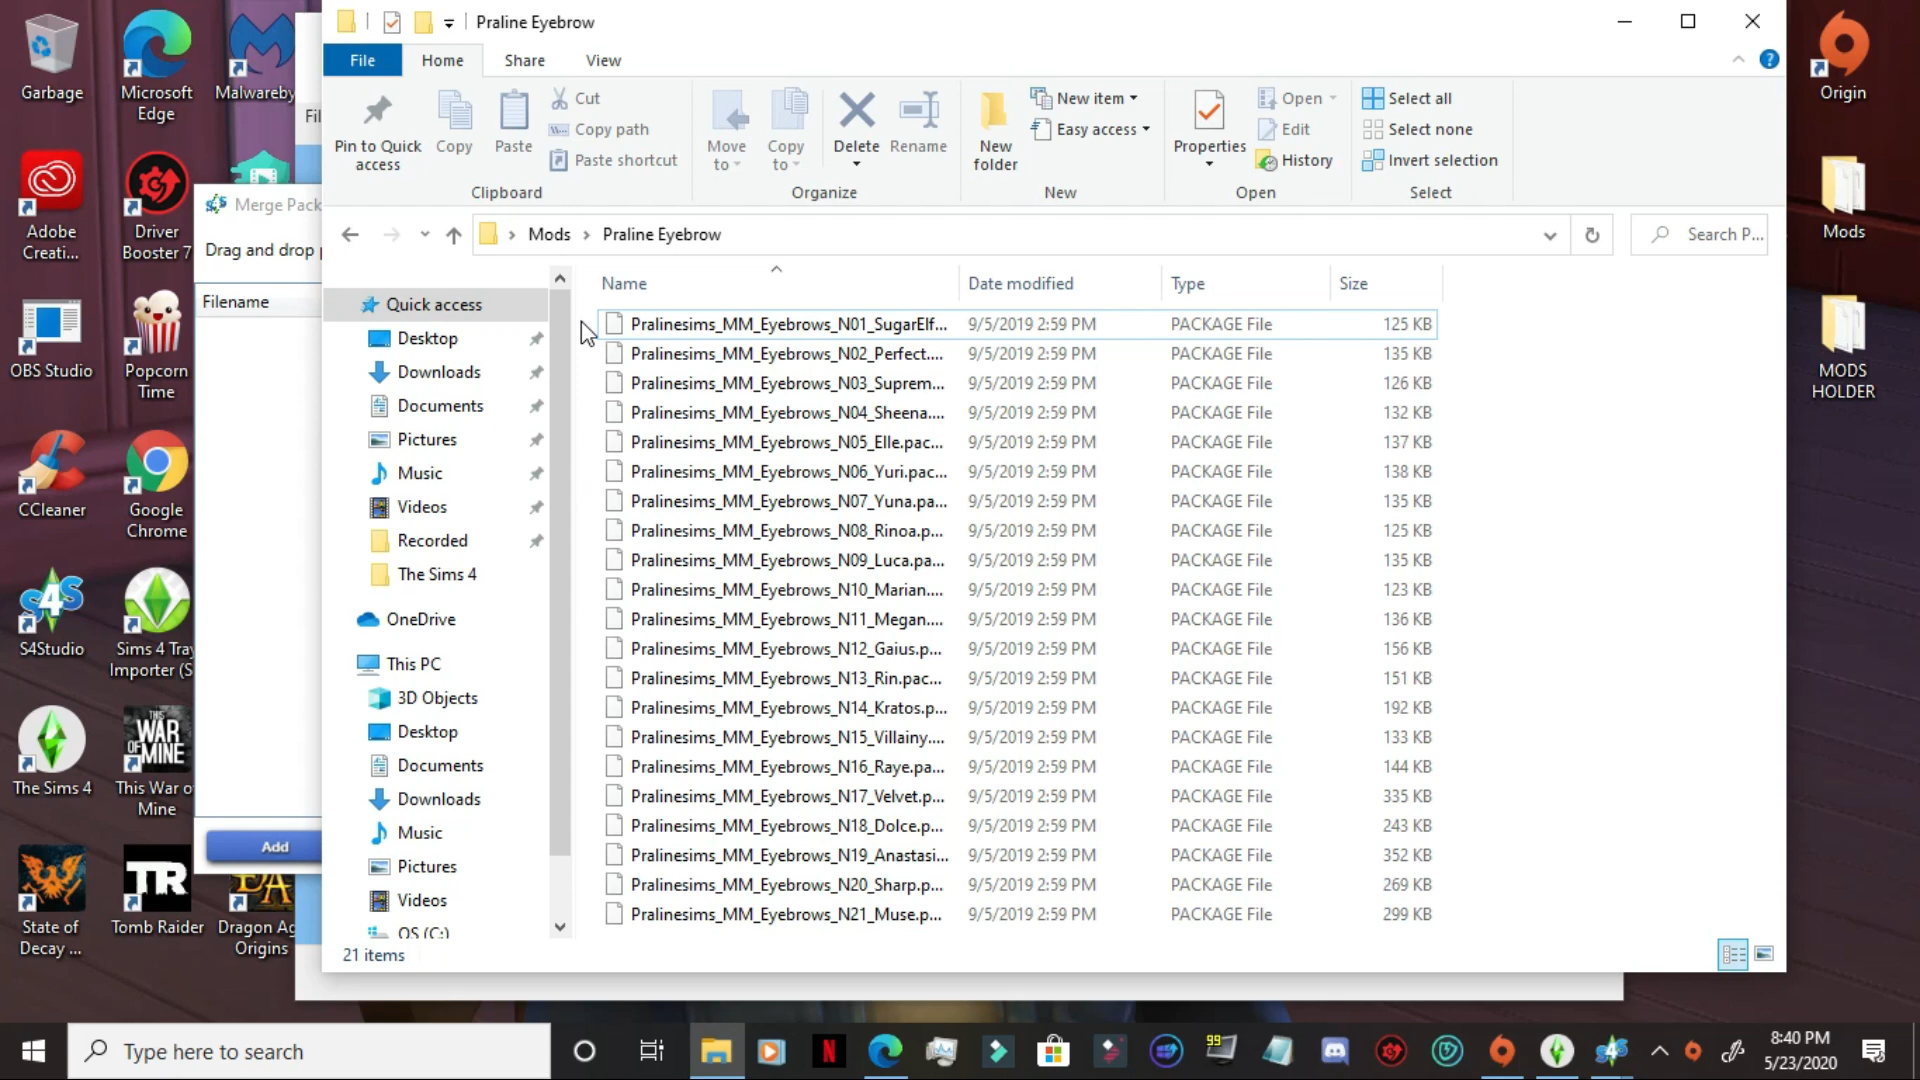 Praline Eyebrow
File
Home
Share
View
Pin to Quick access
Copy
Paste
Cut
Copy path
Paste shortcut
Clipboard
Move to
Copy to
Delete
Rename
Organize
New folder
New item
Easy access
New
Properties
Open
Edit
History
Open
Select all
Select none
Invert selection
Select
Mods
Praline Eyebrow
Search P...
Name
Date modified
Type
Size
Quick access
Desktop
Downloads
Documents
Pictures
Music
Videos
Recorded
The Sims 4
OneDrive
This PC
3D Objects
Desktop
Documents
Downloads
Music
Pictures
Videos
OS (C:)
Pralinesims_MM_Eyebrows_N01_SugarElf... 9/5/2019 2:59 PM PACKAGE File 125 KB
Pralinesims_MM_Eyebrows_N02_Perfect.... 9/5/2019 2:59 PM PACKAGE File 135 KB
Pralinesims_MM_Eyebrows_N03_Suprem... 9/5/2019 2:59 PM PACKAGE File 126 KB
Pralinesims_MM_Eyebrows_N04_Sheena.... 9/5/2019 2:59 PM PACKAGE File 132 KB
Pralinesims_MM_Eyebrows_N05_Elle.pac... 9/5/2019 2:59 PM PACKAGE File 137 KB
Pralinesims_MM_Eyebrows_N06_Yuri.pac... 9/5/2019 2:59 PM PACKAGE File 138 KB
Pralinesims_MM_Eyebrows_N07_Yuna.pa... 9/5/2019 2:59 PM PACKAGE File 135 KB
Pralinesims_MM_Eyebrows_N08_Rinoa.p... 9/5/2019 2:59 PM PACKAGE File 125 KB
Pralinesims_MM_Eyebrows_N09_Luca.pa... 9/5/2019 2:59 PM PACKAGE File 135 KB
Pralinesims_MM_Eyebrows_N10_Marian.... 9/5/2019 2:59 PM PACKAGE File 123 KB
Pralinesims_MM_Eyebrows_N11_Megan.... 9/5/2019 2:59 PM PACKAGE File 136 KB
Pralinesims_MM_Eyebrows_N12_Gaius.p... 9/5/2019 2:59 PM PACKAGE File 156 KB
Pralinesims_MM_Eyebrows_N13_Rin.pac... 9/5/2019 2:59 PM PACKAGE File 151 KB
Pralinesims_MM_Eyebrows_N14_Kratos.p... 9/5/2019 2:59 PM PACKAGE File 192 KB
Pralinesims_MM_Eyebrows_N15_Villainy.... 9/5/2019 2:59 PM PACKAGE File 133 KB
Pralinesims_MM_Eyebrows_N16_Raye.pa... 9/5/2019 2:59 PM PACKAGE File 144 KB
Pralinesims_MM_Eyebrows_N17_Velvet.p... 9/5/2019 2:59 PM PACKAGE File 335 KB
Pralinesims_MM_Eyebrows_N18_Dolce.p... 9/5/2019 2:59 PM PACKAGE File 243 KB
Pralinesims_MM_Eyebrows_N19_Anastasi... 9/5/2019 2:59 PM PACKAGE File 352 KB
Pralinesims_MM_Eyebrows_N20_Sharp.p... 9/5/2019 2:59 PM PACKAGE File 269 KB
Pralinesims_MM_Eyebrows_N21_Muse.p... 9/5/2019 2:59 PM PACKAGE File 299 KB
21 items
Garbage
Microsoft Edge
Malwareby
Fil
Adobe Creati...
Driver Booster 7
Merge Pack
Drag and drop p
Filename
OBS Studio
Popcorn Time
CCleaner
Google Chrome
S4S
S4Studio
Sims 4 Tray Importer (S
The Sims 4
THIS WAR OF MINE
This War o Mine
Add
State of Decay ...
TR
Tomb Raider
DA
Dragon Ag Origins
Origin
Mods
MODS HOLDER
Type here to search
N
99
S4S
8:40 PM
5/23/2020